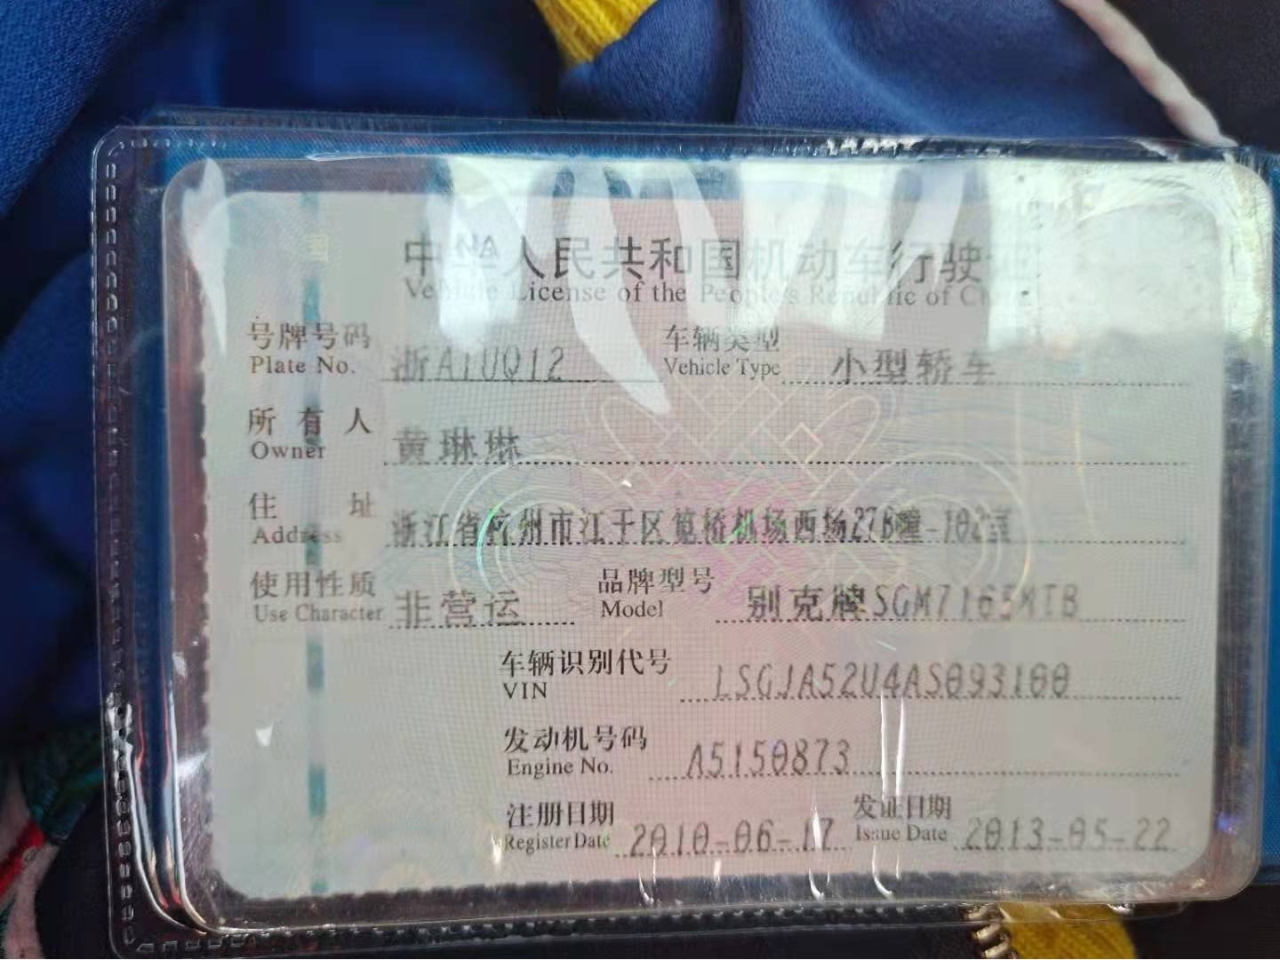 中华人民共和国机动车行驶证
Vehicle License of the People's Republic of China
号牌号码 浙A1UQ12 车辆类型 小型轿车
Plate No. Vehicle Type
所有人 黄琳琳
Owner
住址 浙江省杭州市江干区笕桥机场西场27B幢-102室
Address
使用性质 非营运 品牌型号 别克牌SGM7165MTB
Use Character Model
车辆识别代号 LSGJA52U4AS093100
VIN
发动机号码 A5150873
Engine No.
注册日期 2010-06-17 发证日期 2013-05-22
Register Date Issue Date